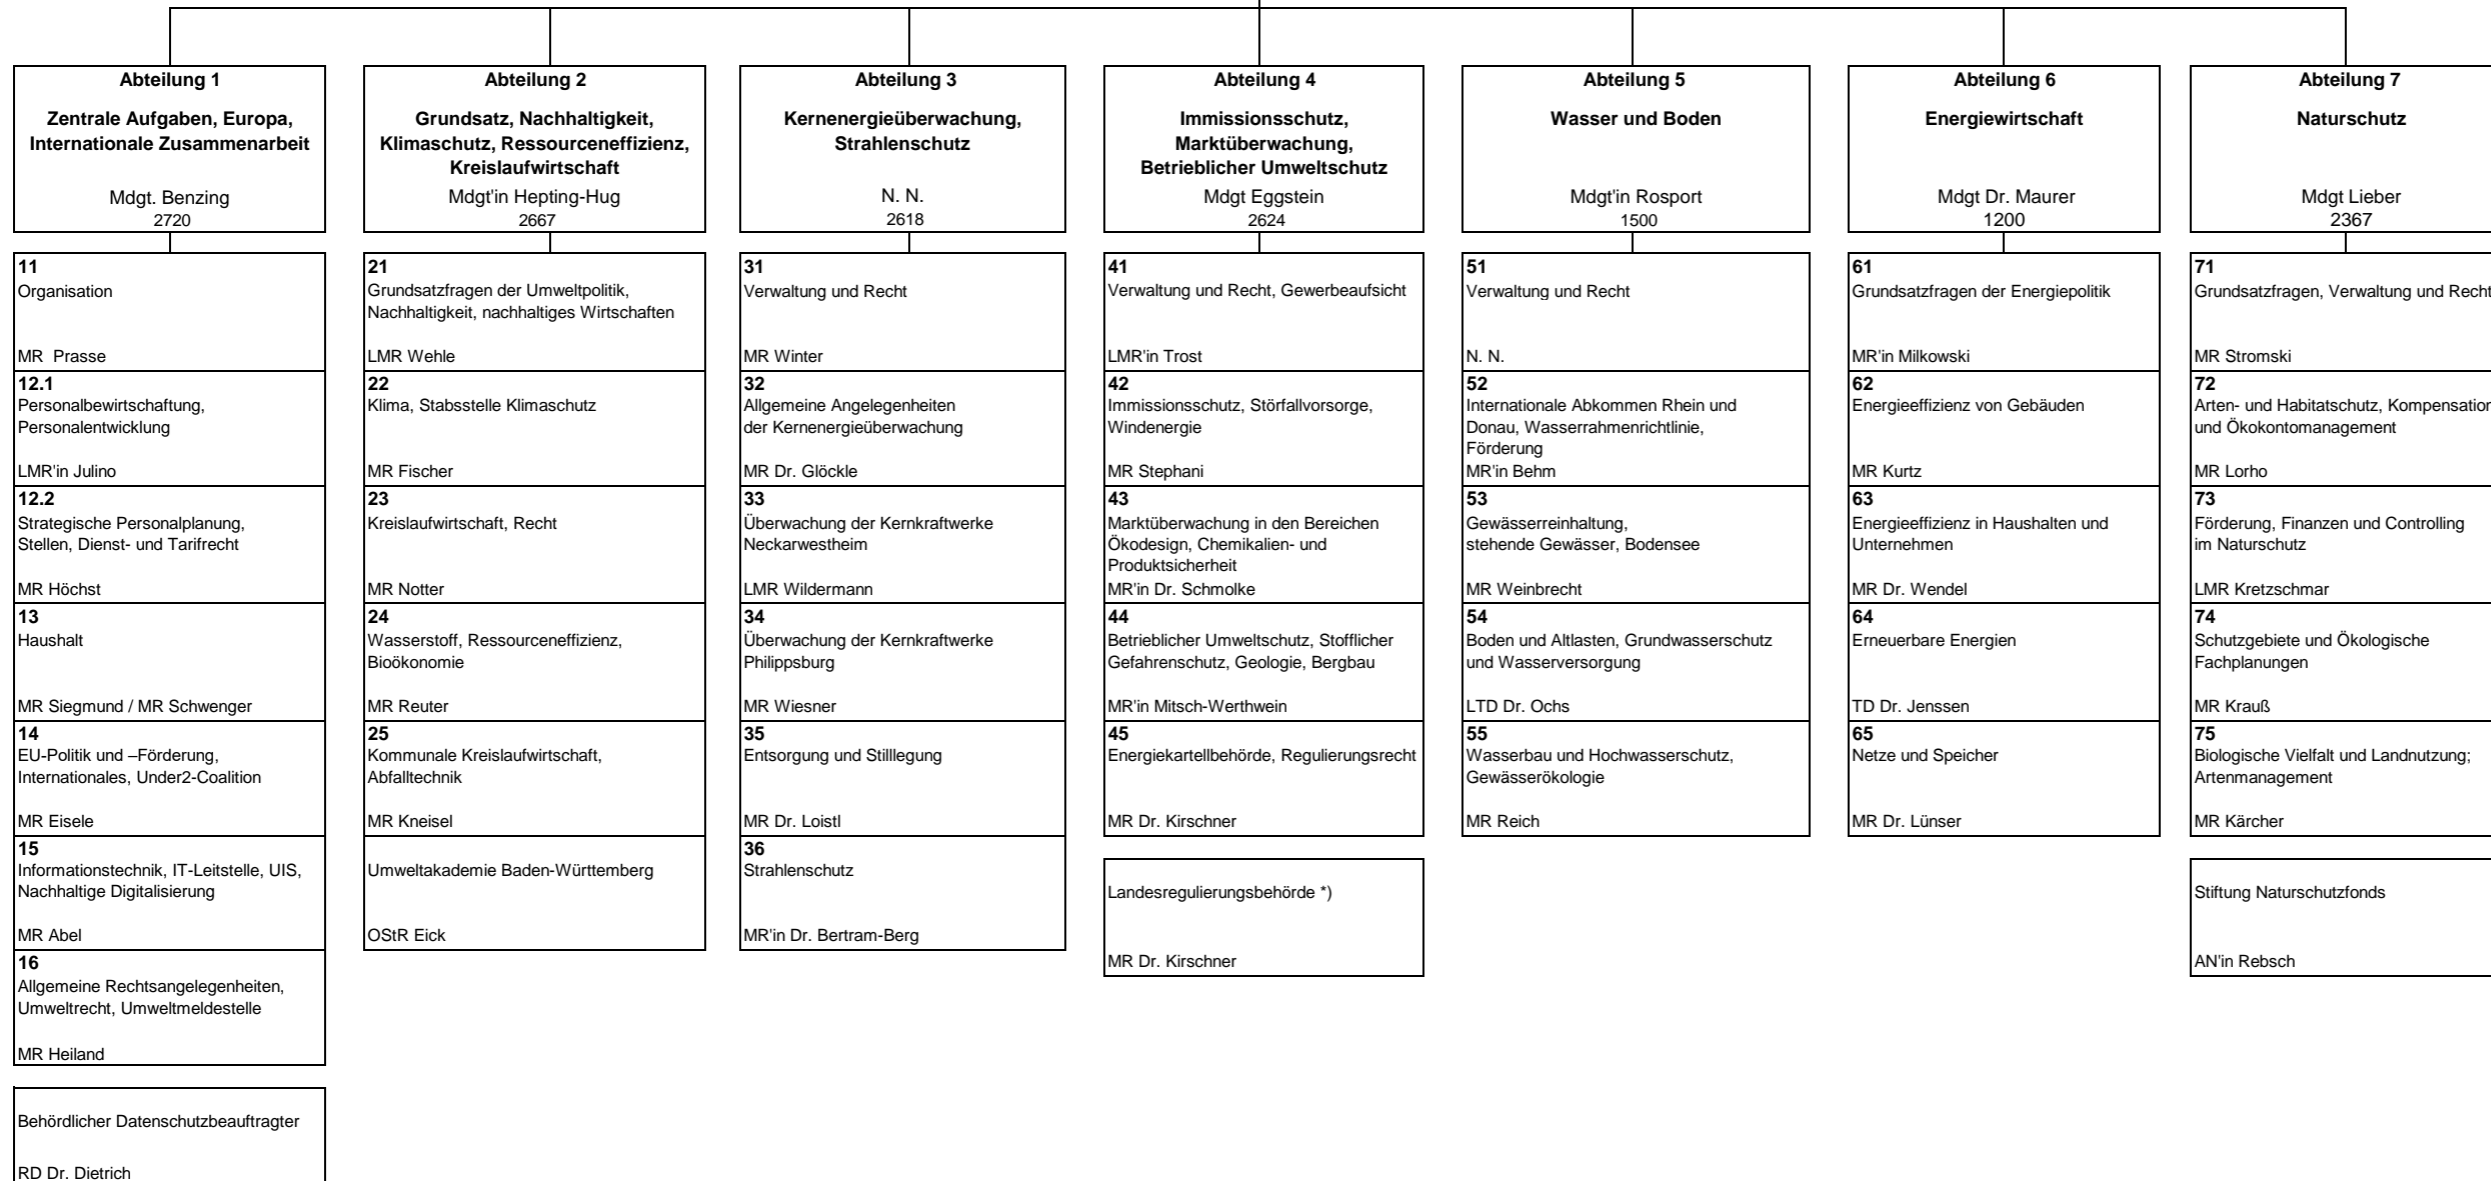 Abteilung 1
Zentrale Aufgaben, Europa,
Internationale Zusammenarbeit
Mdgt. Benzing
2720
11
Organisation
MR  Prasse
12.1
Personalbewirtschaftung,
Personalentwicklung
LMR'in Julino
12.2
Strategische Personalplanung,
Stellen, Dienst- und Tarifrecht
MR Höchst
13
Haushalt
MR Siegmund / MR Schwenger
14
EU-Politik und –Förderung,
Internationales, Under2-Coalition
MR Eisele
15
Informationstechnik, IT-Leitstelle, UIS,
Nachhaltige Digitalisierung
MR Abel
16
Allgemeine Rechtsangelegenheiten,
Umweltrecht, Umweltmeldestelle
MR Heiland
Behördlicher Datenschutzbeauftragter
RD Dr. Dietrich
Abteilung 2
Grundsatz, Nachhaltigkeit,
Klimaschutz, Ressourceneffizienz,
Kreislaufwirtschaft
Mdgt'in Hepting-Hug
2667
21
Grundsatzfragen der Umweltpolitik,
Nachhaltigkeit, nachhaltiges Wirtschaften
LMR Wehle
22
Klima, Stabsstelle Klimaschutz
MR Fischer
23
Kreislaufwirtschaft, Recht
MR Notter
24
Wasserstoff, Ressourceneffizienz,
Bioökonomie
MR Reuter
25
Kommunale Kreislaufwirtschaft,
Abfalltechnik
MR Kneisel
Umweltakademie Baden-Württemberg
OStR Eick
Abteilung 3
Kernenergieüberwachung,
Strahlenschutz
N. N.
2618
31
Verwaltung und Recht
MR Winter
32
Allgemeine Angelegenheiten
der Kernenergieüberwachung
MR Dr. Glöckle
33
Überwachung der Kernkraftwerke
Neckarwestheim
LMR Wildermann
34
Überwachung der Kernkraftwerke
Philippsburg
MR Wiesner
35
Entsorgung und Stilllegung
MR Dr. Loistl
36
Strahlenschutz
MR'in Dr. Bertram-Berg
Abteilung 4
Immissionsschutz,
Marktüberwachung,
Betrieblicher Umweltschutz
Mdgt Eggstein
2624
41
Verwaltung und Recht, Gewerbeaufsicht
LMR'in Trost
42
Immissionsschutz, Störfallvorsorge,
Windenergie
MR Stephani
43
Marktüberwachung in den Bereichen
Ökodesign, Chemikalien- und
Produktsicherheit
MR'in Dr. Schmolke
44
Betrieblicher Umweltschutz, Stofflicher
Gefahrenschutz, Geologie, Bergbau
MR'in Mitsch-Werthwein
45
Energiekartellbehörde, Regulierungsrecht
MR Dr. Kirschner
Landesregulierungsbehörde *)
MR Dr. Kirschner
Abteilung 5
Wasser und Boden
Mdgt'in Rosport
1500
51
Verwaltung und Recht
N. N.
52
Internationale Abkommen Rhein und
Donau, Wasserrahmenrichtlinie,
Förderung
MR'in Behm
53
Gewässerreinhaltung,
stehende Gewässer, Bodensee
MR Weinbrecht
54
Boden und Altlasten, Grundwasserschutz
und Wasserversorgung
LTD Dr. Ochs
55
Wasserbau und Hochwasserschutz,
Gewässerökologie
MR Reich
Abteilung 6
Energiewirtschaft
Mdgt Dr. Maurer
1200
61
Grundsatzfragen der Energiepolitik
MR'in Milkowski
62
Energieeffizienz von Gebäuden
MR Kurtz
63
Energieeffizienz in Haushalten und
Unternehmen
MR Dr. Wendel
64
Erneuerbare Energien
TD Dr. Jenssen
65
Netze und Speicher
MR Dr. Lünser
Abteilung 7
Naturschutz
Mdgt Lieber
2367
71
Grundsatzfragen, Verwaltung und Recht
MR Stromski
72
Arten- und Habitatschutz, Kompensation
und Ökokontomanagement
MR Lorho
73
Förderung, Finanzen und Controlling
im Naturschutz
LMR Kretzschmar
74
Schutzgebiete und Ökologische
Fachplanungen
MR Krauß
75
Biologische Vielfalt und Landnutzung;
Artenmanagement
MR Kärcher
Stiftung Naturschutzfonds
AN'in Rebsch